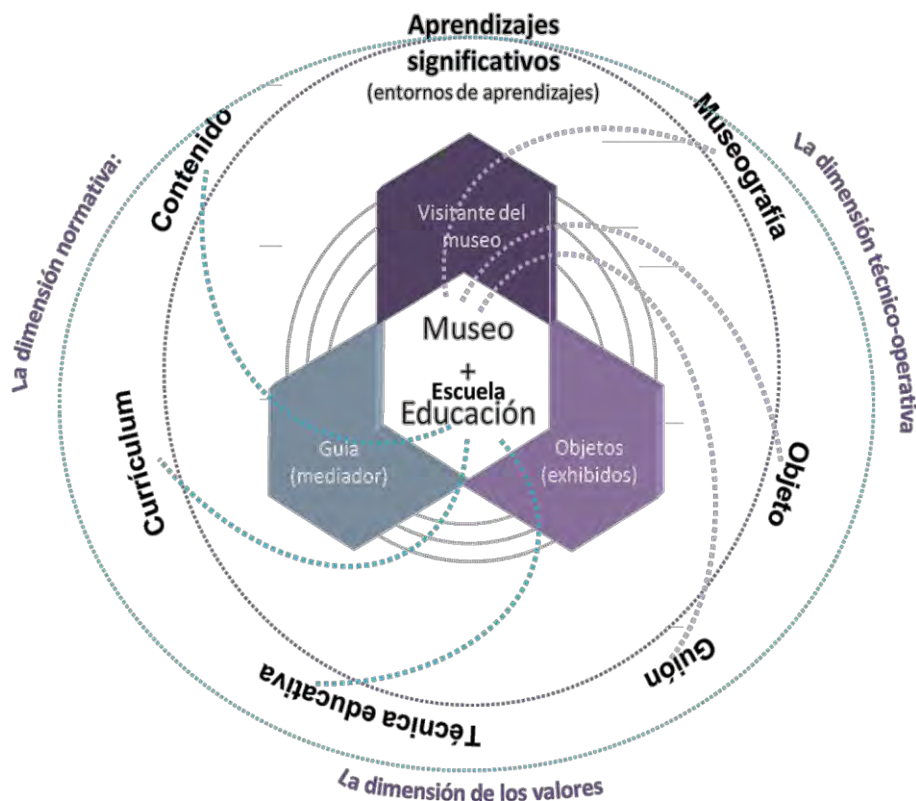 Aprendizajes
significativos
(entornos de aprendizajes)
Contenido
Museografía
La dimensión normativa:
La dimensión técnico-operativa
Visitante del
museo
Museo
+
Escuela
Educación
Guía
(mediador)
Objetos
(exhibidos)
Currículum
Objeto
Técnica educativa
Guión
La dimensión de los valores